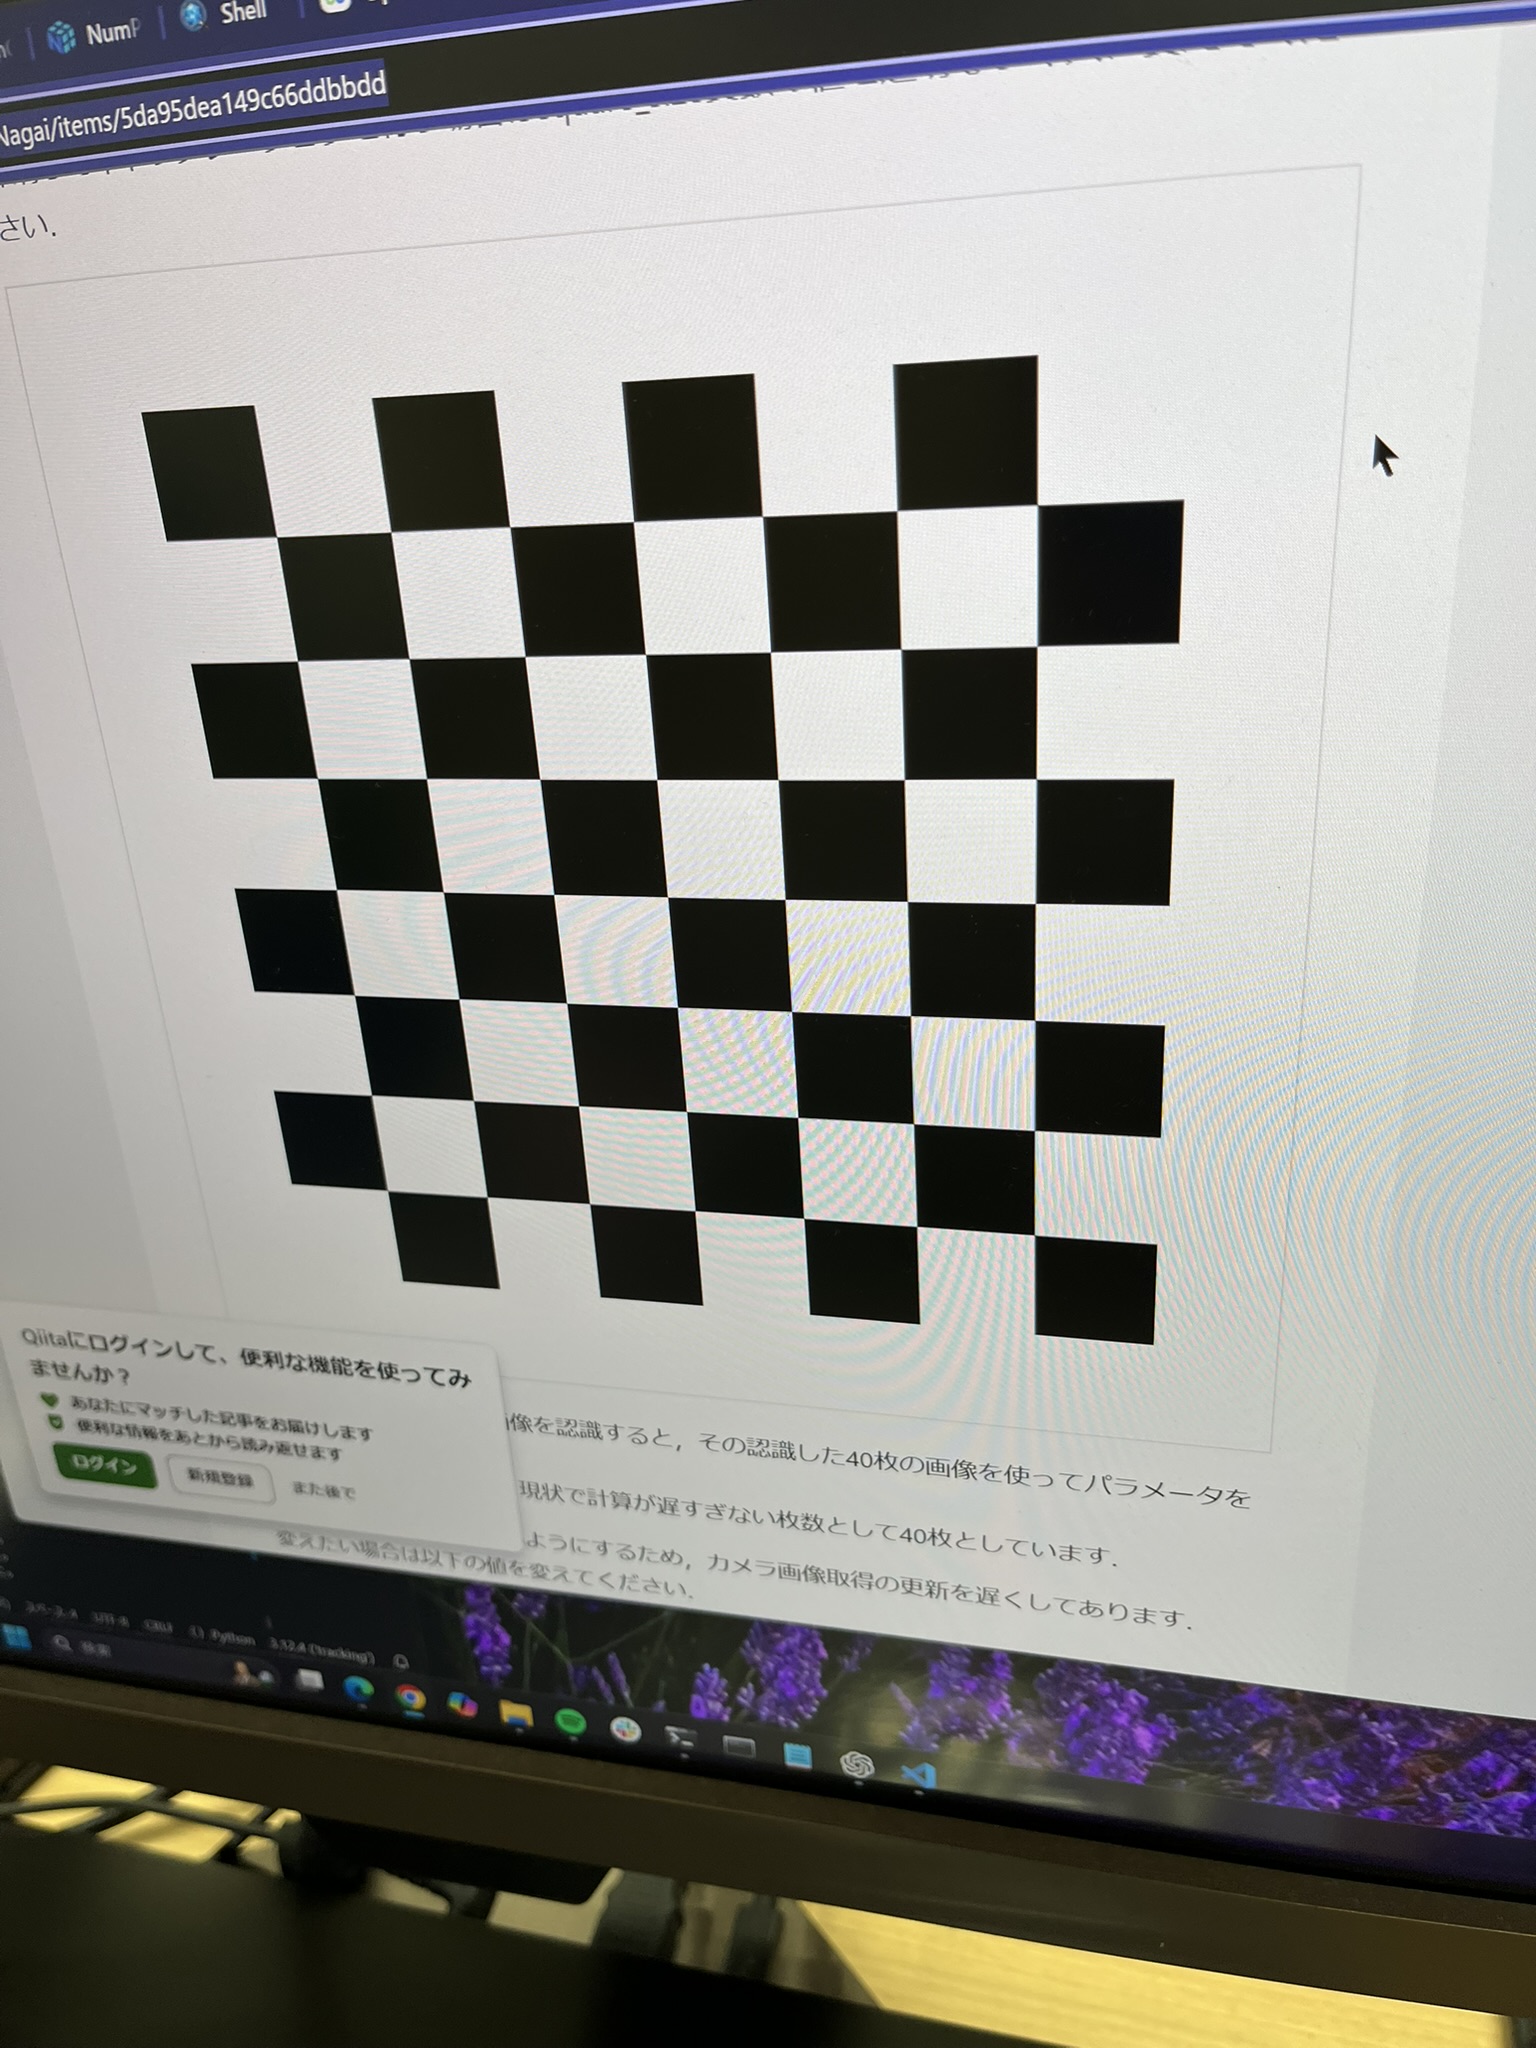 NumP
Shell
Nagai/items/5da95dea149c66ddbbdd
さい.
Qiitaにログインして、便利な機能を使ってみ
ませんか？
あなたにマッチした記事をお届けします
便利な情報をあとから読み返せます
ログイン 新規登録 また後で
像を認識すると, その認識した40枚の画像を使ってパラメータを
現状で計算が遅すぎない枚数として40枚としています.
ようにするため, カメラ画像取得の更新を遅くしてあります.
変えたい場合は以下の値を変えてください.
CRLF {} Python 3.12.4 ('tracking')
検索